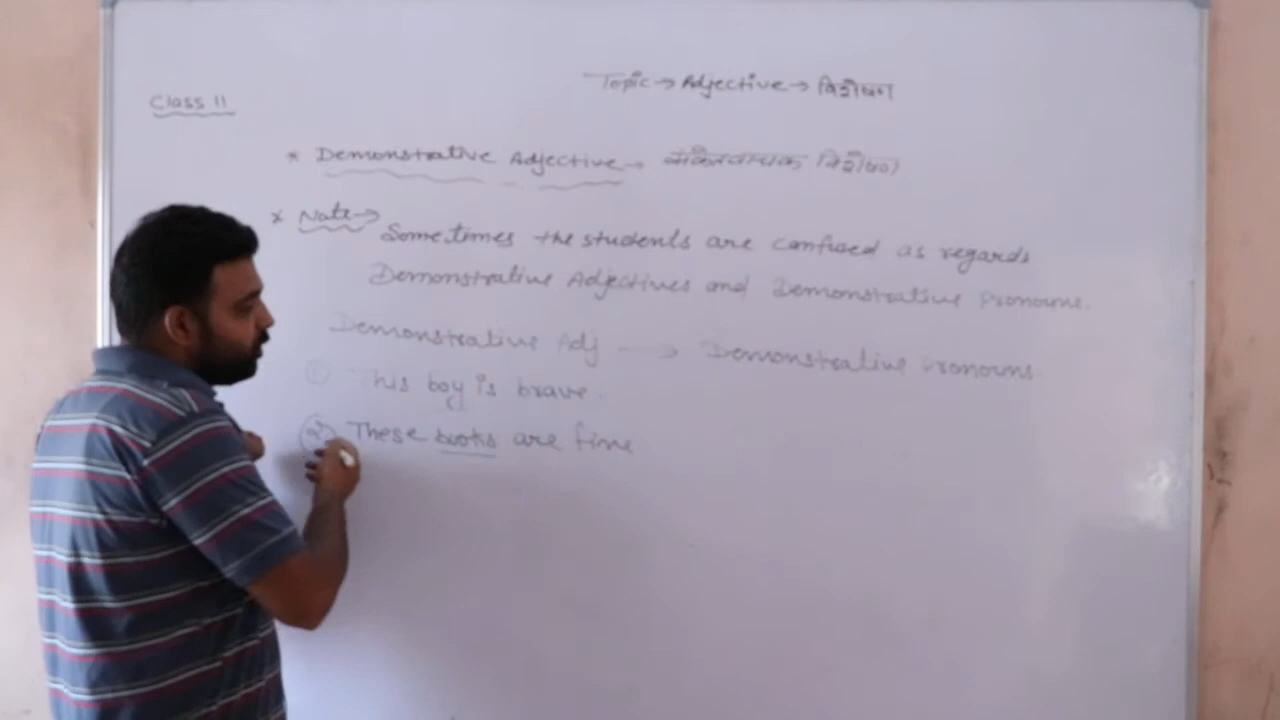 Topic → Adjective → विशेषण
Class 11
* Demonstrative Adjective → संकेतवाचक विशेषण
* Note →
Sometimes the students are confused as regards
Demonstrative Adjectives and Demonstrative Pronouns.
Demonstrative Adj → Demonstrative Pronouns
① This boy is brave.
② These books are fine